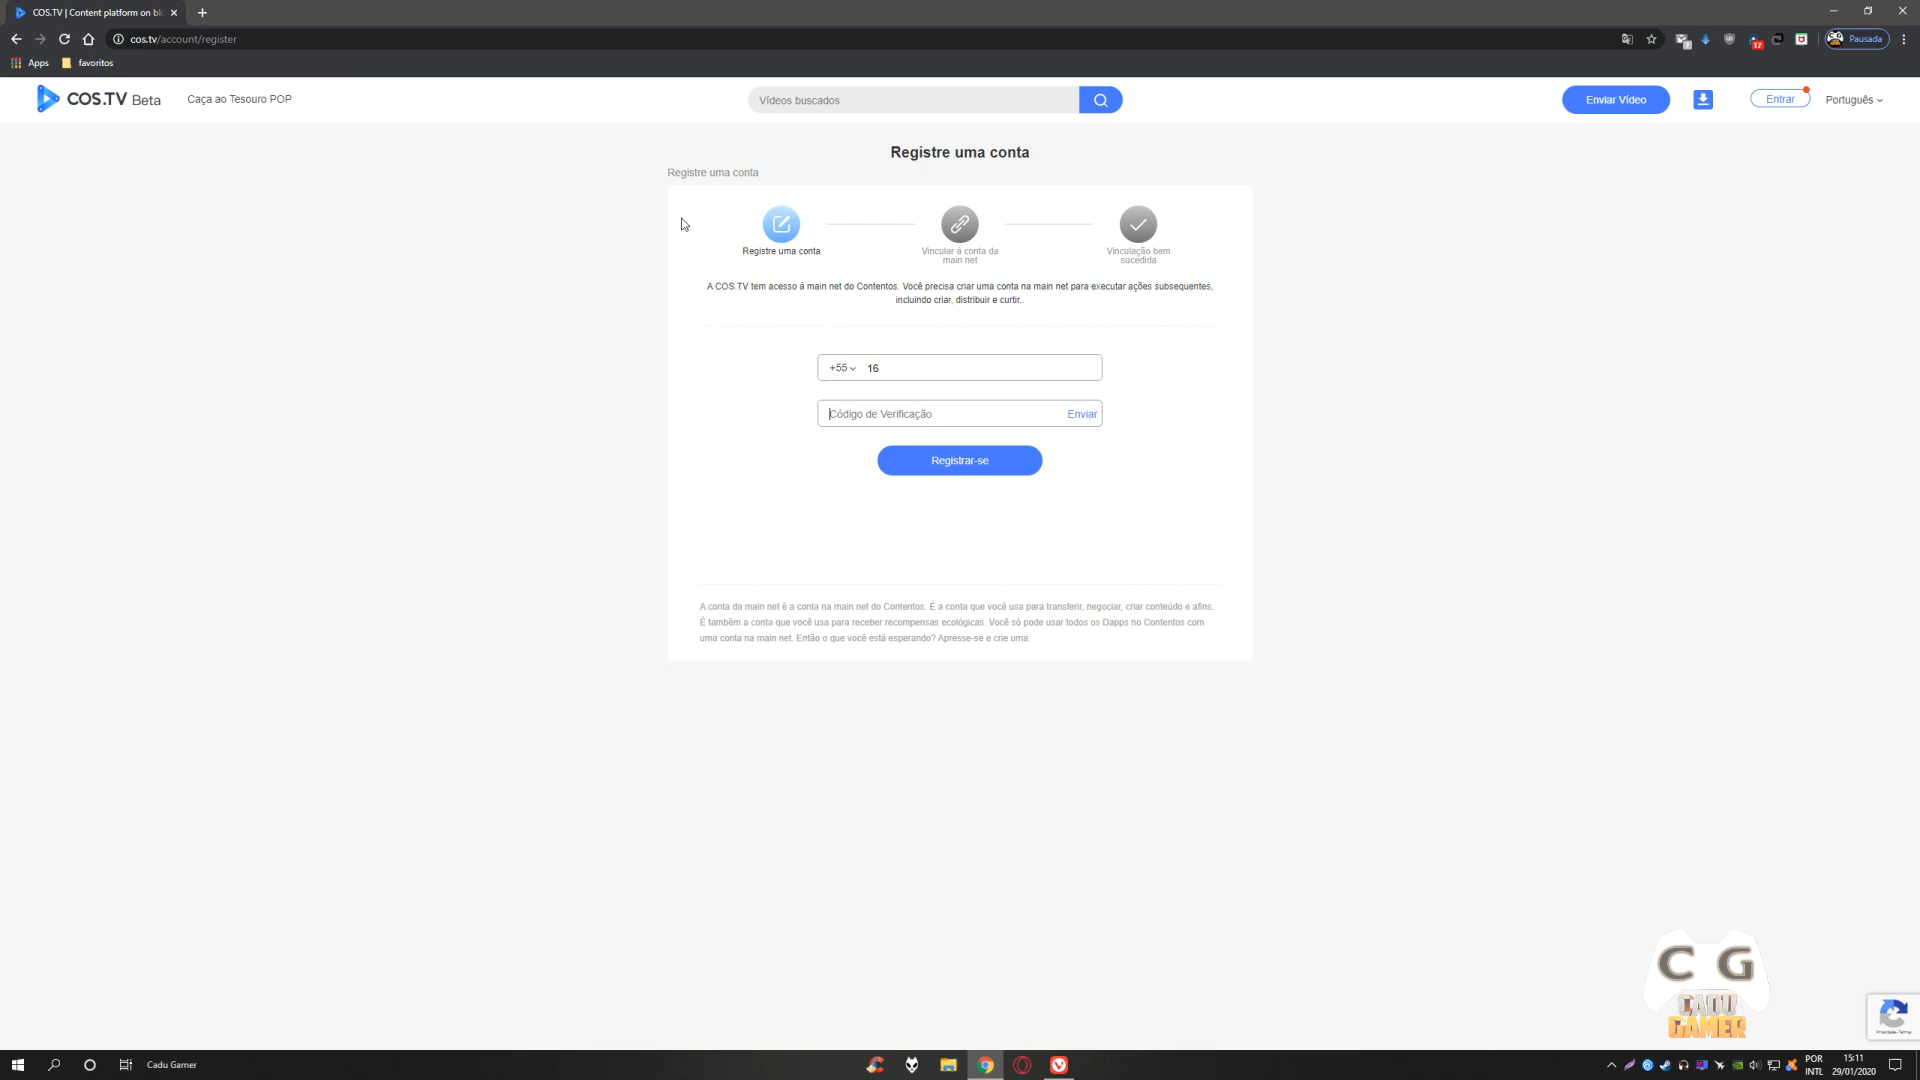 COS.TV | Content platform on bl
cos.tv/account/register
17
Pausada
Apps
favoritos
COS.TV Beta
Caça ao Tesouro POP
Vídeos buscados
Enviar Vídeo
Entrar
Português
Registre uma conta
Registre uma conta
Registre uma conta
Vincular á conta da
main net
Vinculação bem
sucedida
A COS.TV tem acesso á main net do Contentos. Você precisa criar uma conta na main net para executar ações subsequentes,
incluindo criar, distribuir e curtir..
+55
16
Código de Verificação
Enviar
Registrar-se
A conta da main net é a conta na main net do Contentos. É a conta que você usa para transferir, negociar, criar conteúdo e afins.
É também a conta que você usa para receber recompensas ecológicas. Você só pode usar todos os Dapps no Contentos com
uma conta na main net. Então o que você está esperando? Apresse-se e crie uma.
C G
CADU
GAMER
Privacidade - Termos
Cadu Gamer
POR
INTL
15:11
29/01/2020